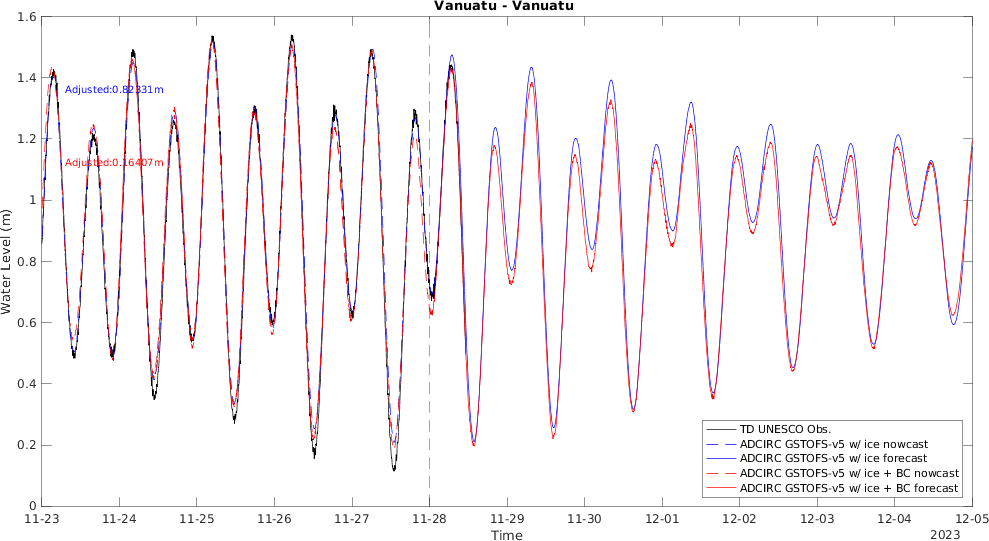 Vanuatu - Vanuatu
1.6
1.4
1.2
1
0.8
0.6
0.4
0.2
0
Water Level (m)
Adjusted:0.82331m
Adjusted:0.16407m
TD UNESCO Obs.
ADCIRC GSTOFS-v5 w/ ice nowcast
ADCIRC GSTOFS-v5 w/ ice forecast
ADCIRC GSTOFS-v5 w/ ice + BC nowcast
ADCIRC GSTOFS-v5 w/ ice + BC forecast
11-23 11-24 11-25 11-26 11-27 11-28 11-29 11-30 12-01 12-02 12-03 12-04 12-05
Time
2023